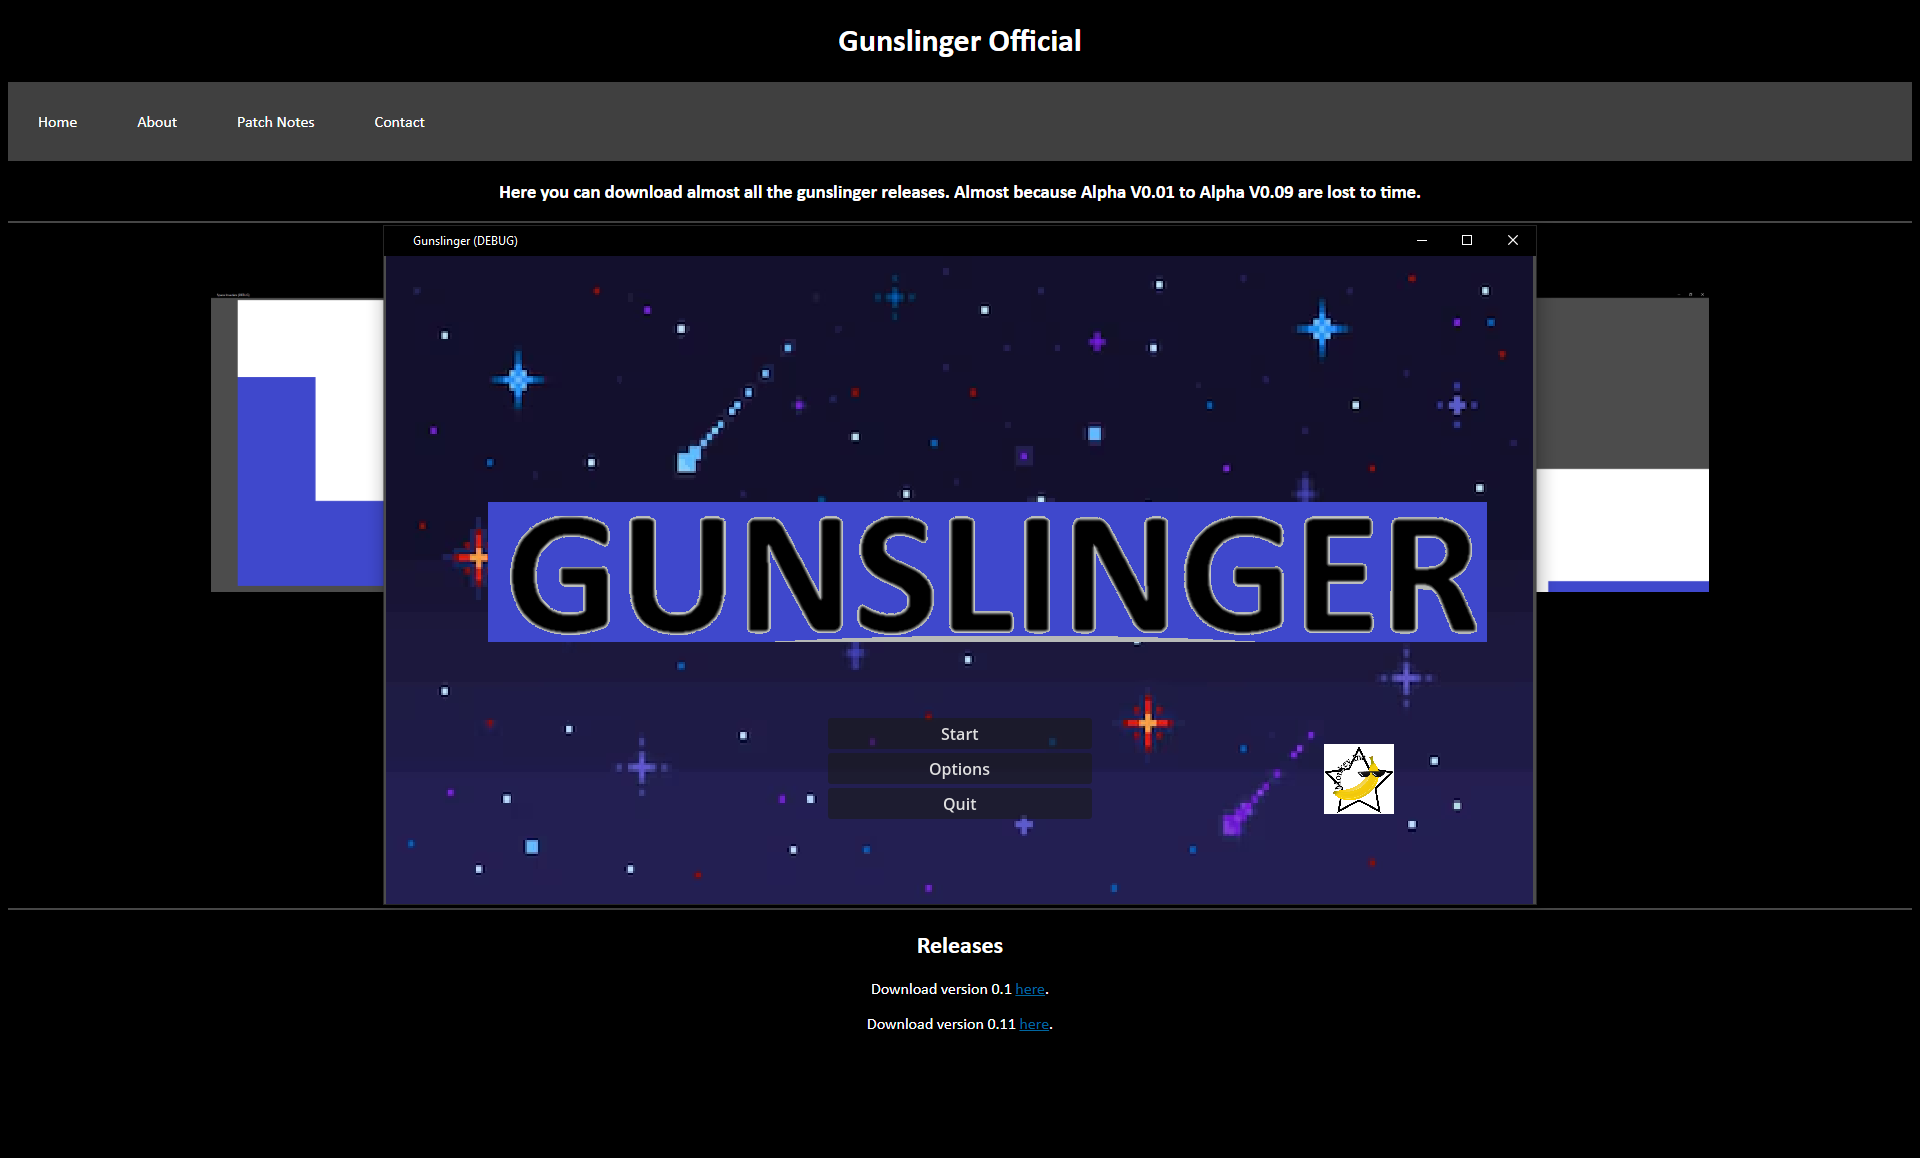 Gunslinger Official
Home About Patch Notes Contact
Here you can download almost all the gunslinger releases. Almost because Alpha V0.01 to Alpha V0.09 are lost to time.
Gunslinger (DEBUG)
GUNSLINGER
Start
Options
Quit
Releases
Download version 0.1 here.
Download version 0.11 here.